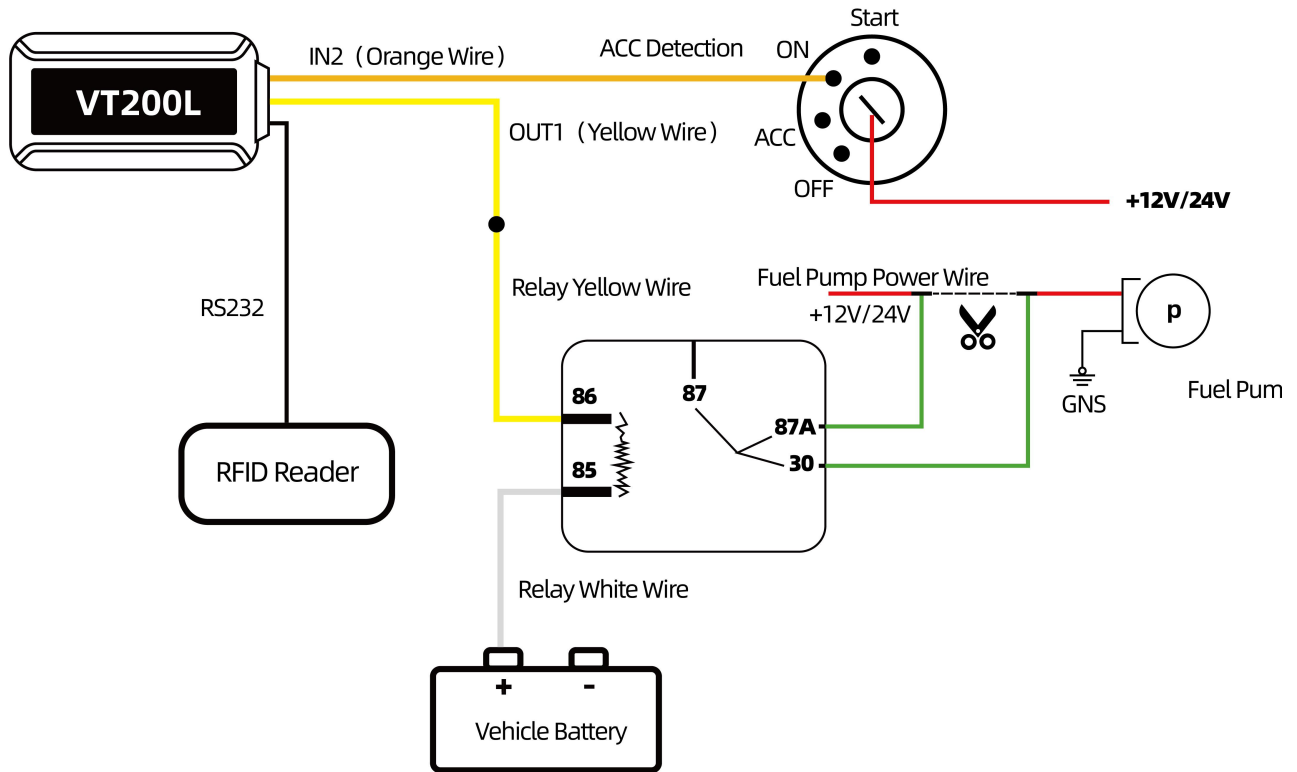 Start
IN2（Orange Wire）
ACC Detection
ON
VT200L
OUT1（Yellow Wire）
ACC
OFF
+12V/24V
Fuel Pump Power Wire
Relay Yellow Wire
RS232
+12V/24V
p
GNS
Fuel Pum
86
87
87A
30
85
RFID Reader
Relay White Wire
+
-
Vehicle Battery